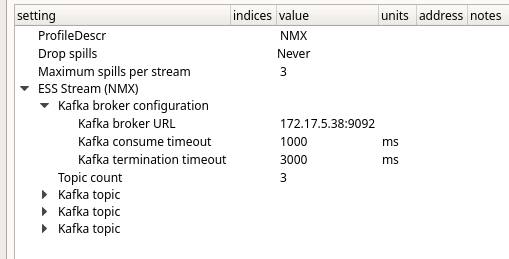 setting indices value units address notes
ProfileDescr NMX
Drop spills Never
Maximum spills per stream 3
ESS Stream (NMX)
Kafka broker configuration
Kafka broker URL 172.17.5.38:9092
Kafka consume timeout 1000 ms
Kafka termination timeout 3000 ms
Topic count 3
Kafka topic
Kafka topic
Kafka topic